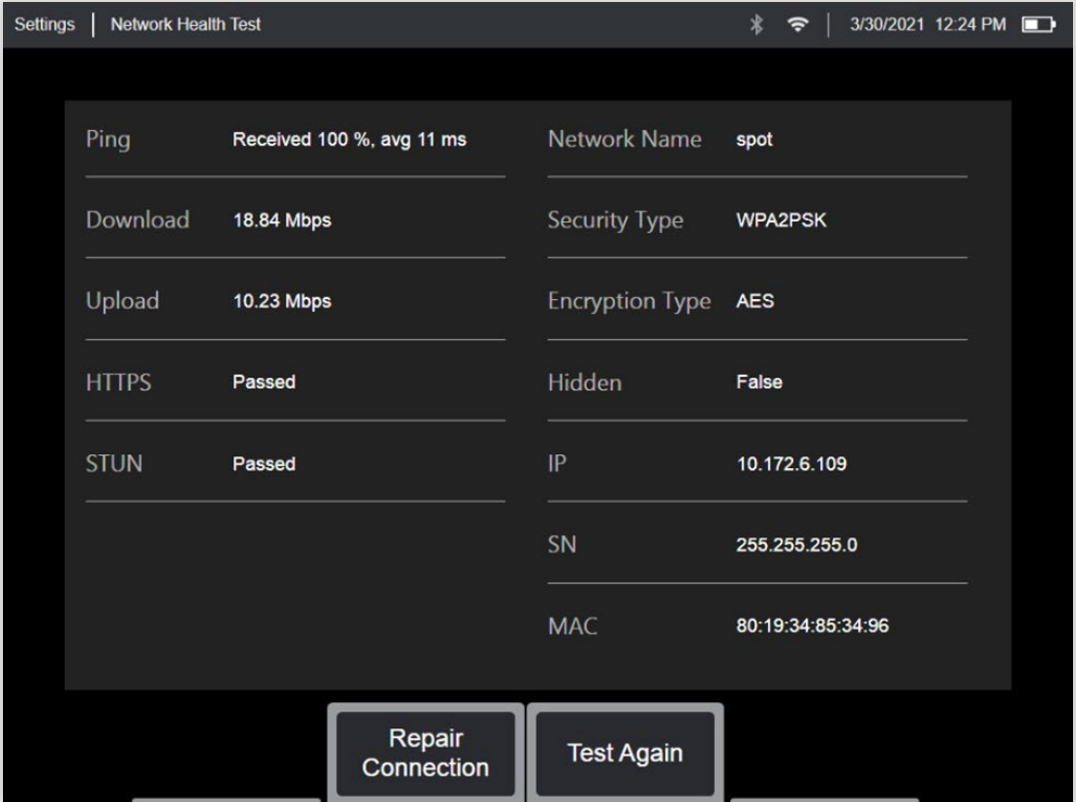 Settings | Network Health Test
3/30/2021 12:24 PM
Ping Received 100 %, avg 11 ms
Download 18.84 Mbps
Upload 10.23 Mbps
HTTPS Passed
STUN Passed
Network Name spot
Security Type WPA2PSK
Encryption Type AES
Hidden False
IP 10.172.6.109
SN 255.255.255.0
MAC 80:19:34:85:34:96
Repair
Connection
Test Again